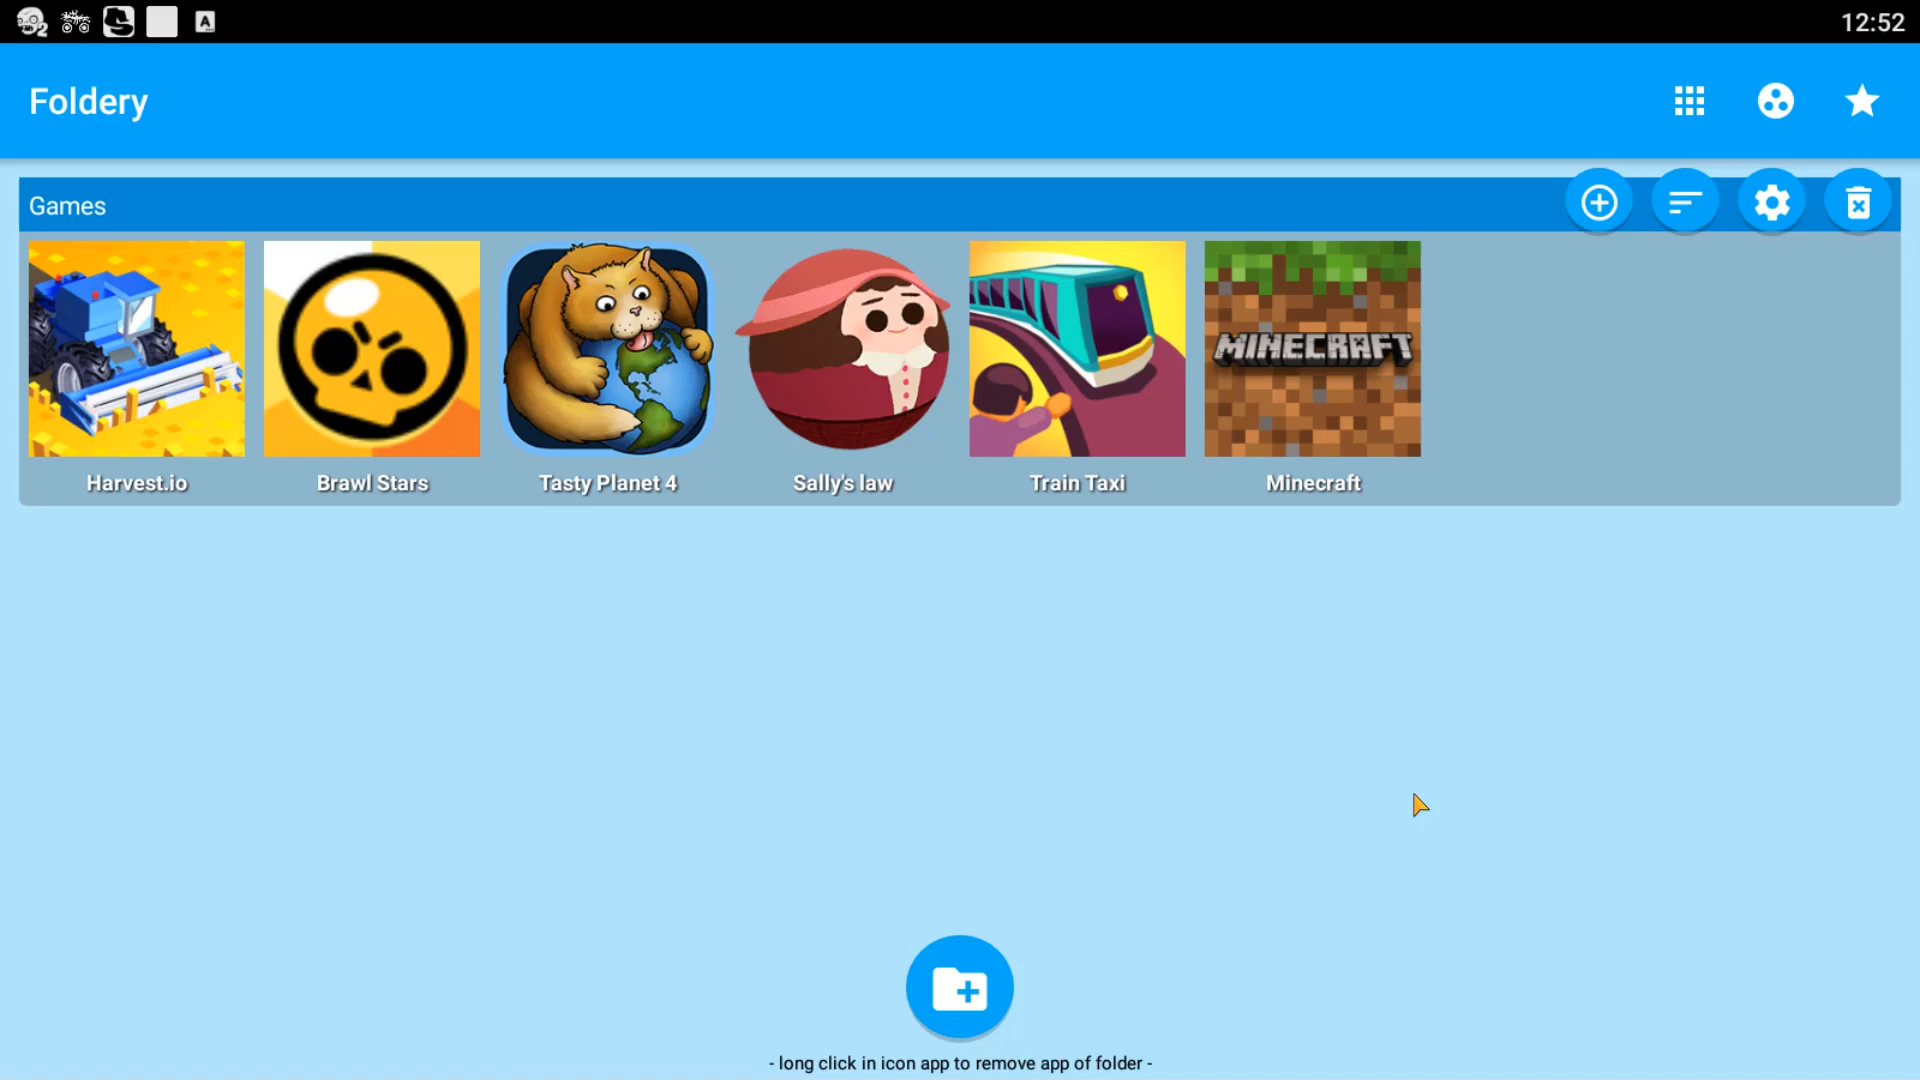 12:52
Foldery
Games
MINECRAFT
Harvest.io
Brawl Stars
Tasty Planet 4
Sally's law
Train Taxi
Minecraft
- long click in icon app to remove app of folder -